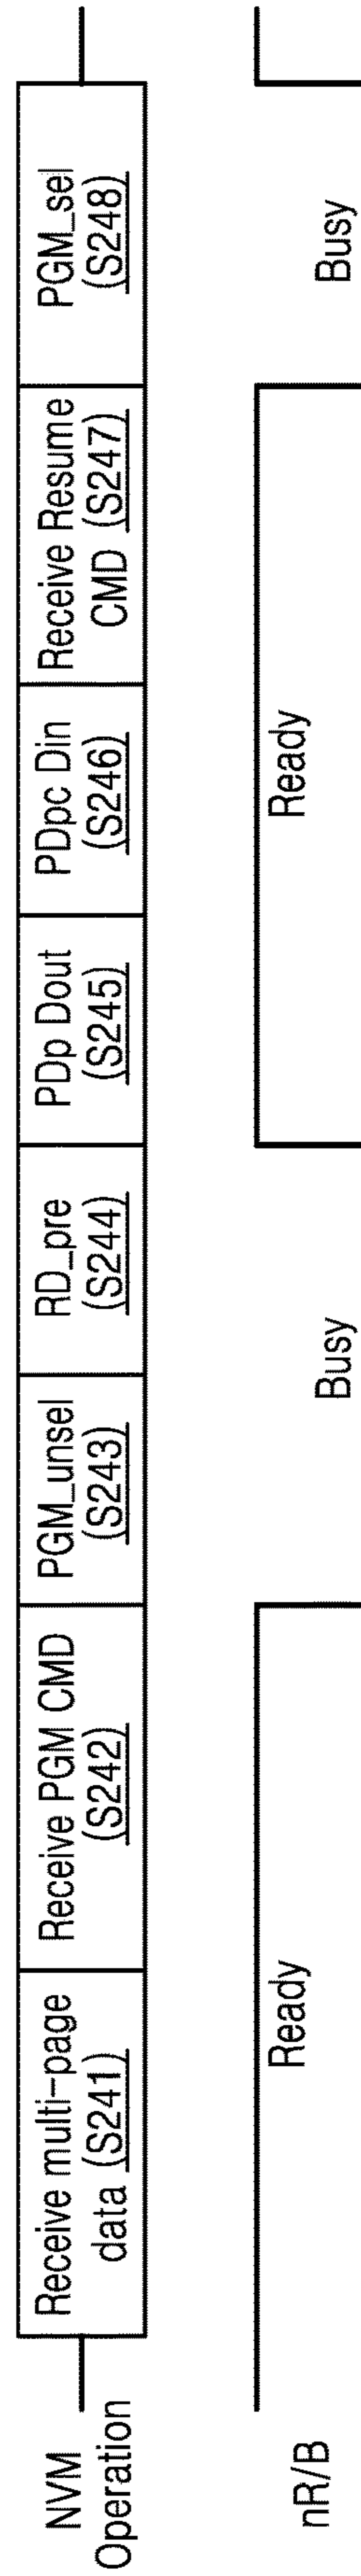 NVM
Operation
Receive multi-page
data (S241)
Receive PGM CMD
(S242)
PGM_unsel
(S243)
RD_pre
(S244)
PDp Dout
(S245)
PDpc Din
(S246)
Receive Resume
CMD (S247)
PGM_sel
(S248)
nR/B
Ready
Busy
Ready
Busy